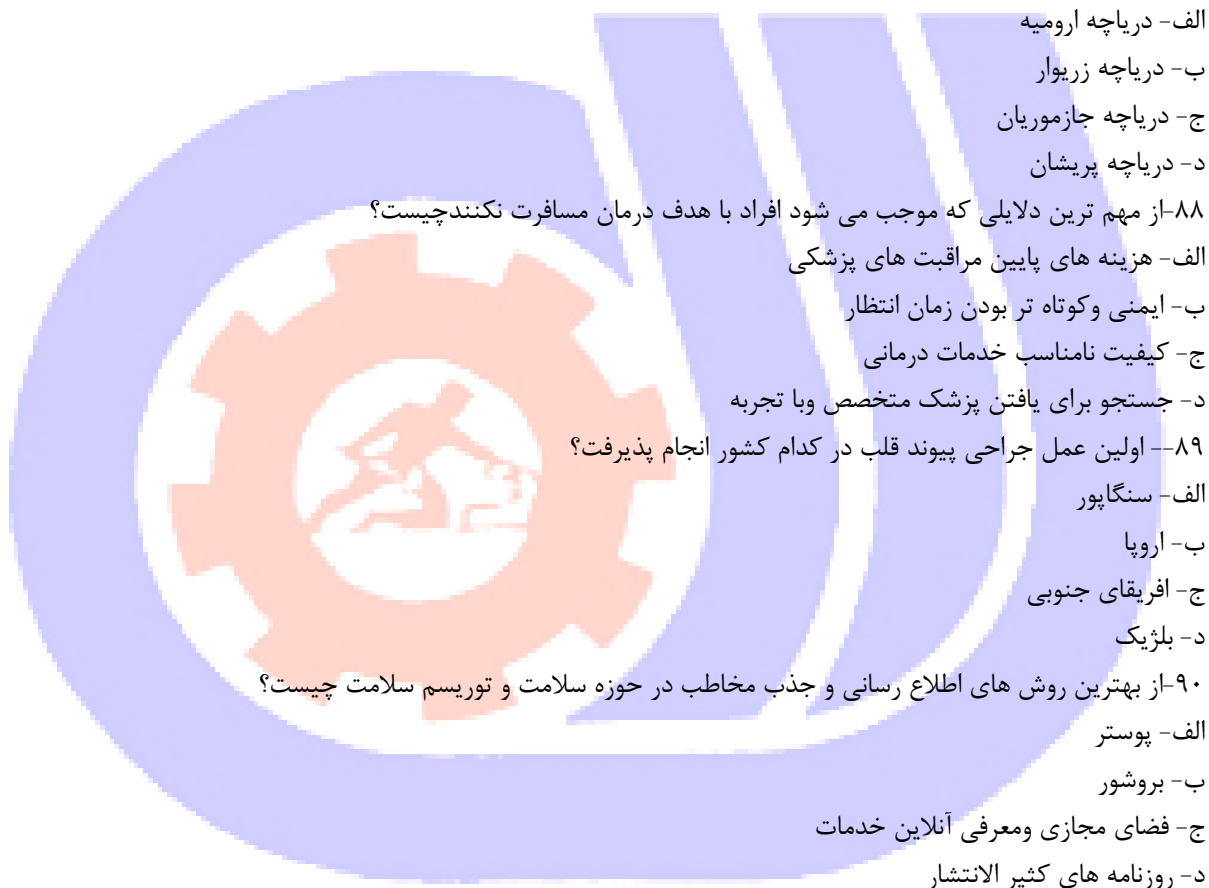 الف- دریاچه ارومیه
ب- دریاچه زریوار
ج- دریاچه جازموریان
د- دریاچه پریشان
۸۸-از مهم ترین دلایلی که موجب می شود افراد با هدف درمان مسافرت نکنندچیست؟
الف- هزینه های پایین مراقبت های پزشکی
ب- ایمنی وکوتاه تر بودن زمان انتظار
ج- کیفیت نامناسب خدمات درمانی
د- جستجو برای یافتن پزشک متخصص وبا تجربه
۸۹-- اولین عمل جراحی پیوند قلب در کدام کشور انجام پذیرفت؟
الف- سنگاپور
ب- اروپا
ج- افریقای جنوبی
د- بلژیک
۹۰-از بهترین روش های اطلاع رسانی و جذب مخاطب در حوزه سلامت و توریسم سلامت چیست؟
الف- پوستر
ب- بروشور
ج- فضای مجازی ومعرفی آنلاین خدمات
د- روزنامه های کثیر الانتشار